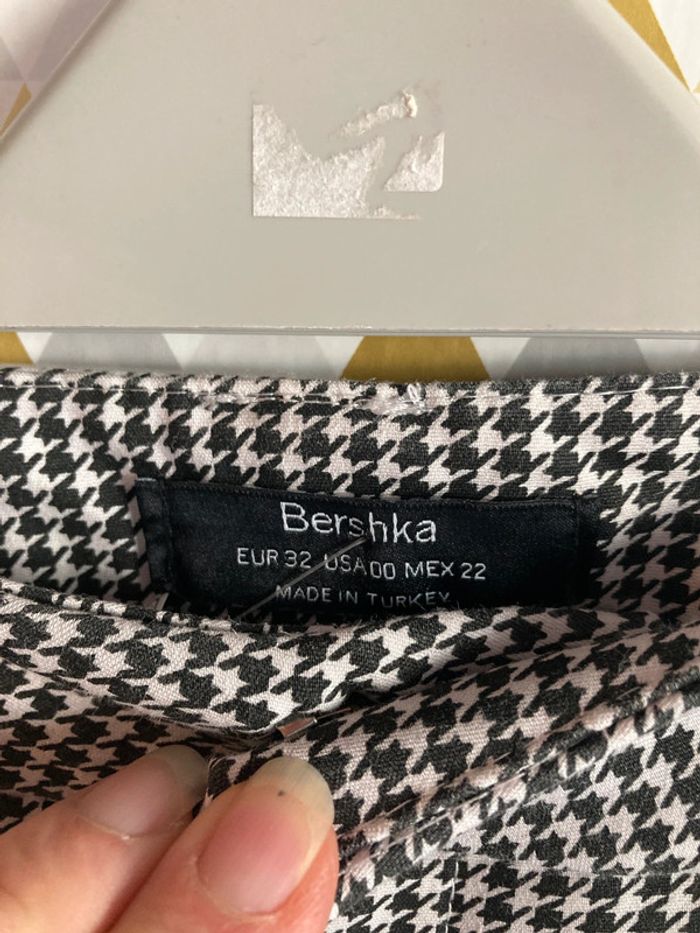 Bershka
EUR 32 USA 00 MEX 22
MADE IN TURKEY